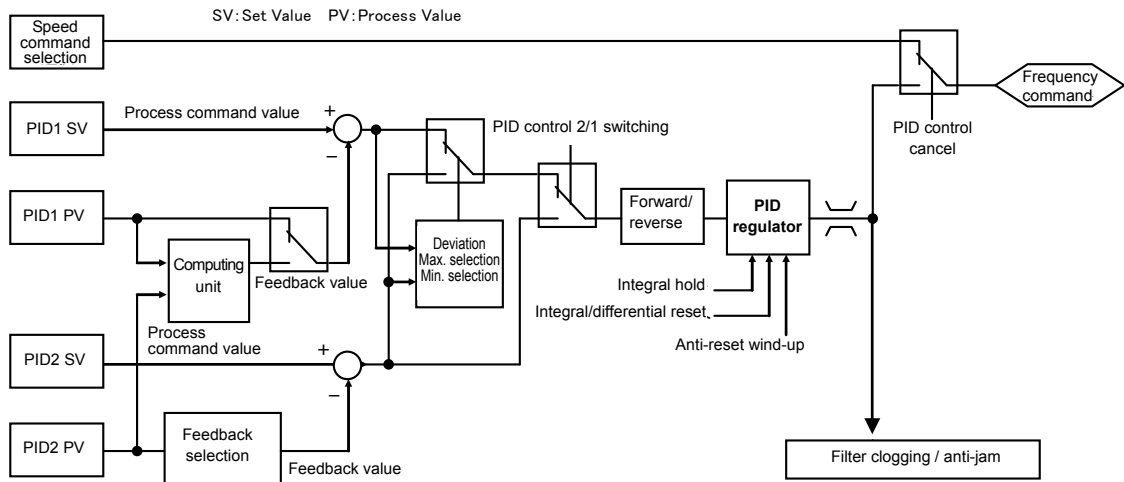 SV:Set Value PV:Process Value
Speed
command
selection
Frequency
command
PID control
cancel
PID1 SV
Process command value
+
−
PID control 2/1 switching
PID1 PV
Computing
unit
Feedback value
Deviation
Max. selection
Min. selection
Forward/
reverse
PID
regulator
Integral hold
Integral/differential reset
Anti-reset wind-up
Process
command value
PID2 SV
+
−
PID2 PV
Feedback
selection
Feedback value
Filter clogging / anti-jam